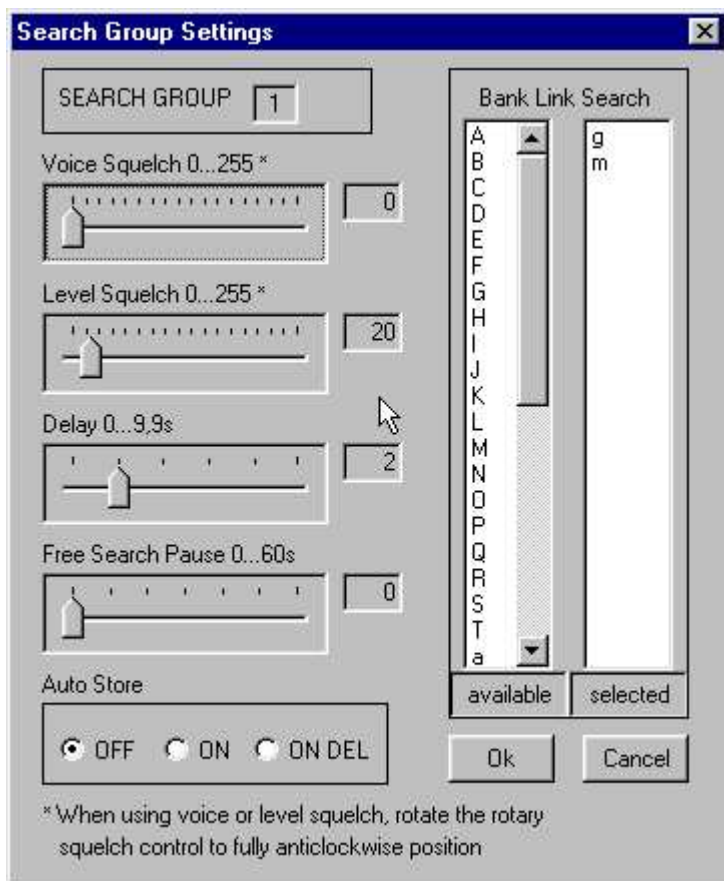 Search Group Settings
SEARCH GROUP 1
Voice Squelch 0...255 *
0
Level Squelch 0...255 *
20
Delay 0...9,9s
2
Free Search Pause 0...60s
0
Auto Store
OFF ON ON DEL
* When using voice or level squelch, rotate the rotary
squelch control to fully anticlockwise position
Bank Link Search
A
B
C
D
E
F
G
H
I
J
K
L
M
N
O
P
Q
R
S
T
a
g
m
available
selected
Ok
Cancel